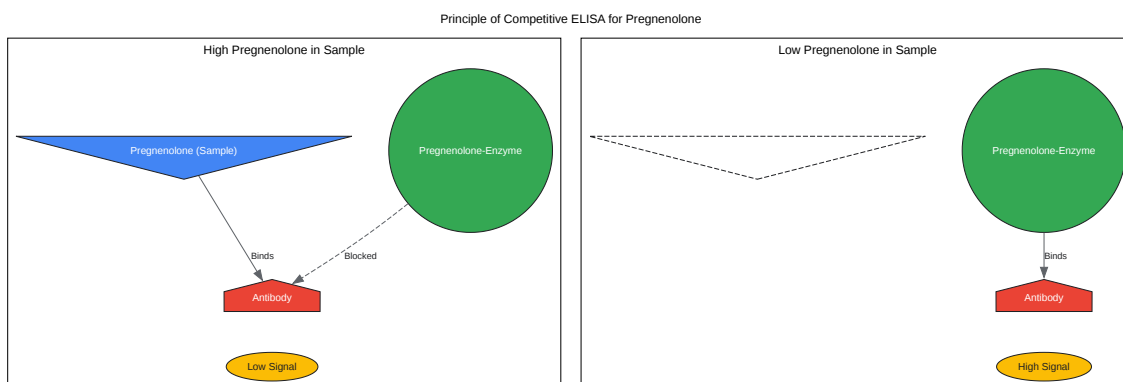 Principle of Competitive ELISA for Pregnenolone
High Pregnenolone in Sample
Pregnenolone (Sample)
Pregnenolone-Enzyme
Binds
Blocked
Antibody
Low Signal
Low Pregnenolone in Sample
Pregnenolone-Enzyme
Binds
Antibody
High Signal